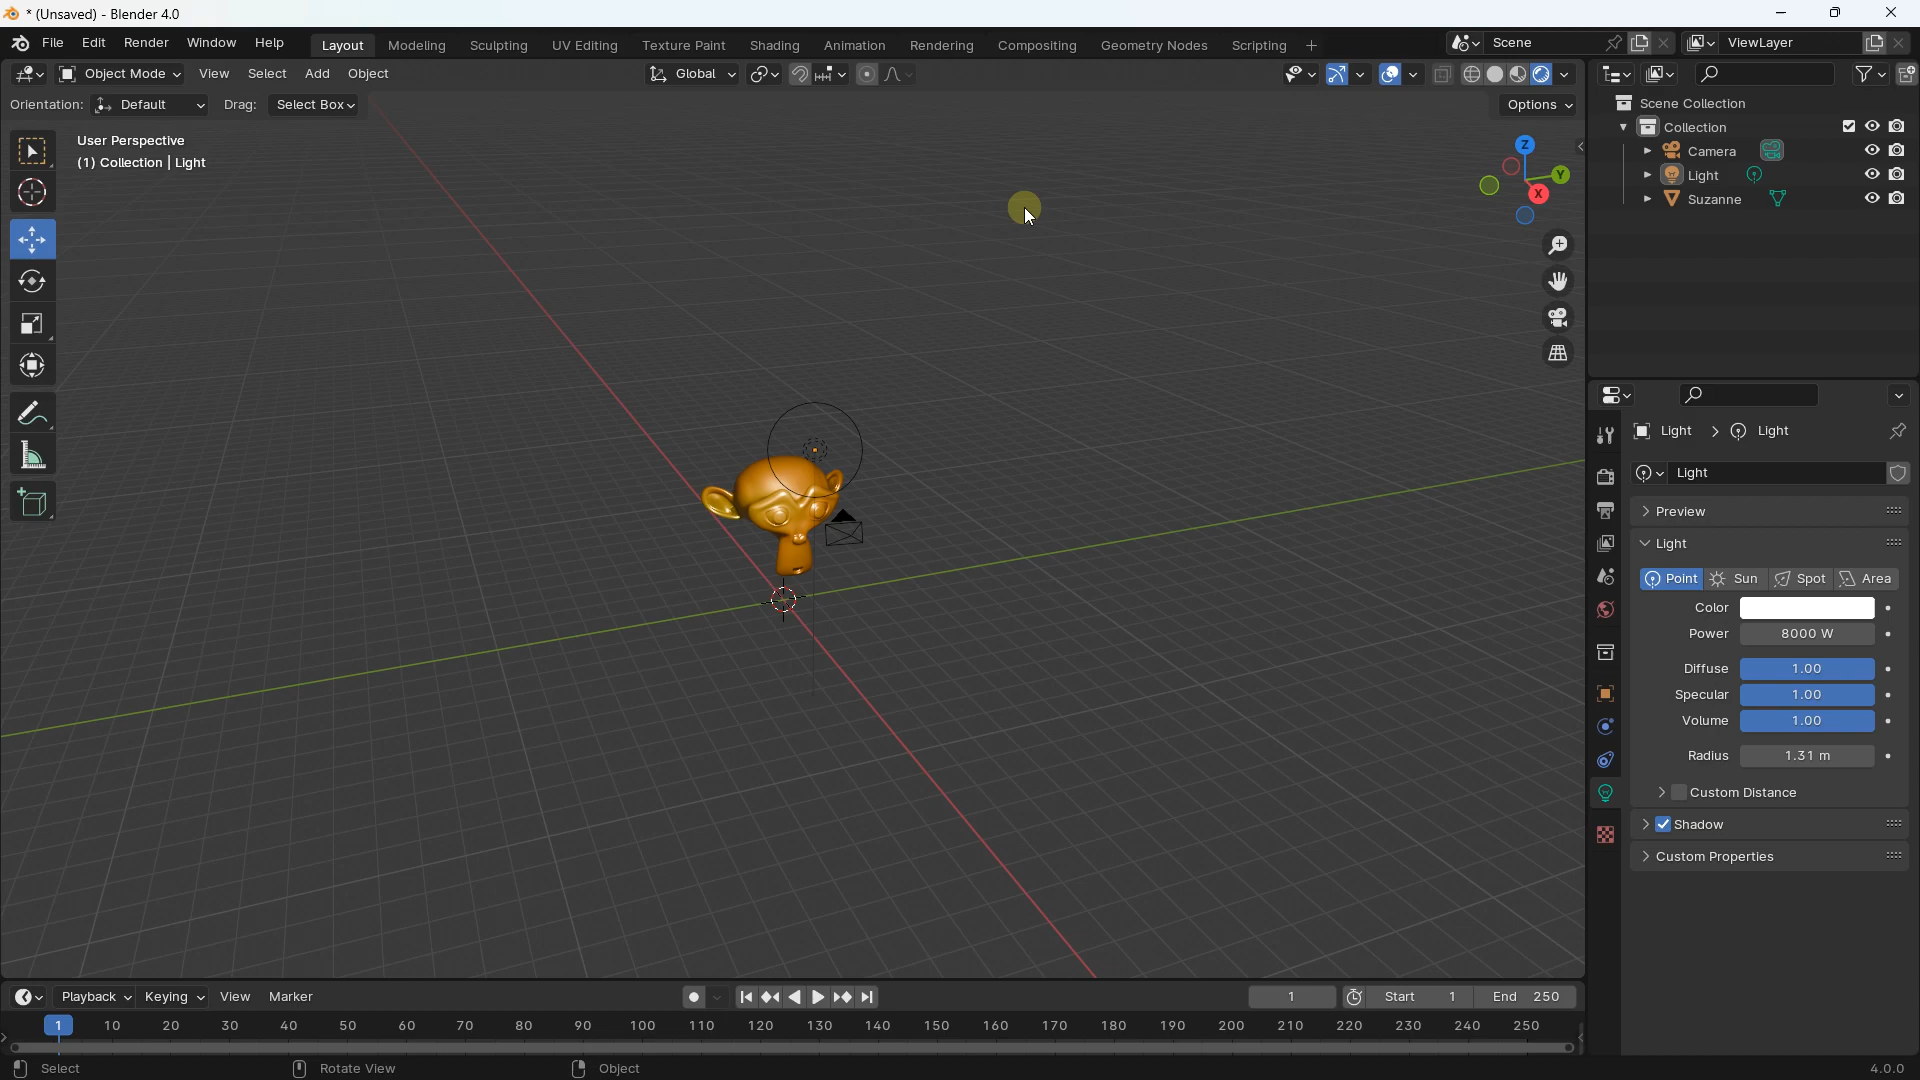 * (Unsaved) - Blender 4.0
File Edit Render Window Help Layout Modeling Sculpting UV Editing Texture Paint Shading Animation Rendering Compositing Geometry Nodes Scripting + Scene ViewLayer
Object Mode View Select Add Object Global
Orientation: Default Drag: Select Box Options
User Perspective
(1) Collection | Light
Z
Y
X
Scene Collection
Collection
Camera
Light
Suzanne
Light > Light
Light
Preview
Light
Point Sun Spot Area
Color
Power 8000 W
Diffuse 1.00
Specular 1.00
Volume 1.00
Radius 1.31 m
Custom Distance
Shadow
Custom Properties
Playback Keying View Marker 1 Start 1 End 250
1 10 20 30 40 50 60 70 80 90 100 110 120 130 140 150 160 170 180 190 200 210 220 230 240 250
Select Rotate View Object 4.0.0